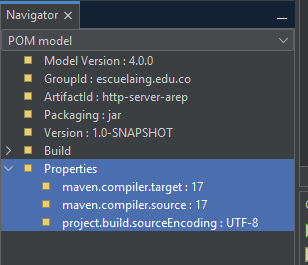 Navigator ×
POM model
Model Version : 4.0.0
GroupId : escuelaing.edu.co
ArtifactId : http-server-arep
Packaging : jar
Version : 1.0-SNAPSHOT
Build
Properties
maven.compiler.target : 17
maven.compiler.source : 17
project.build.sourceEncoding : UTF-8